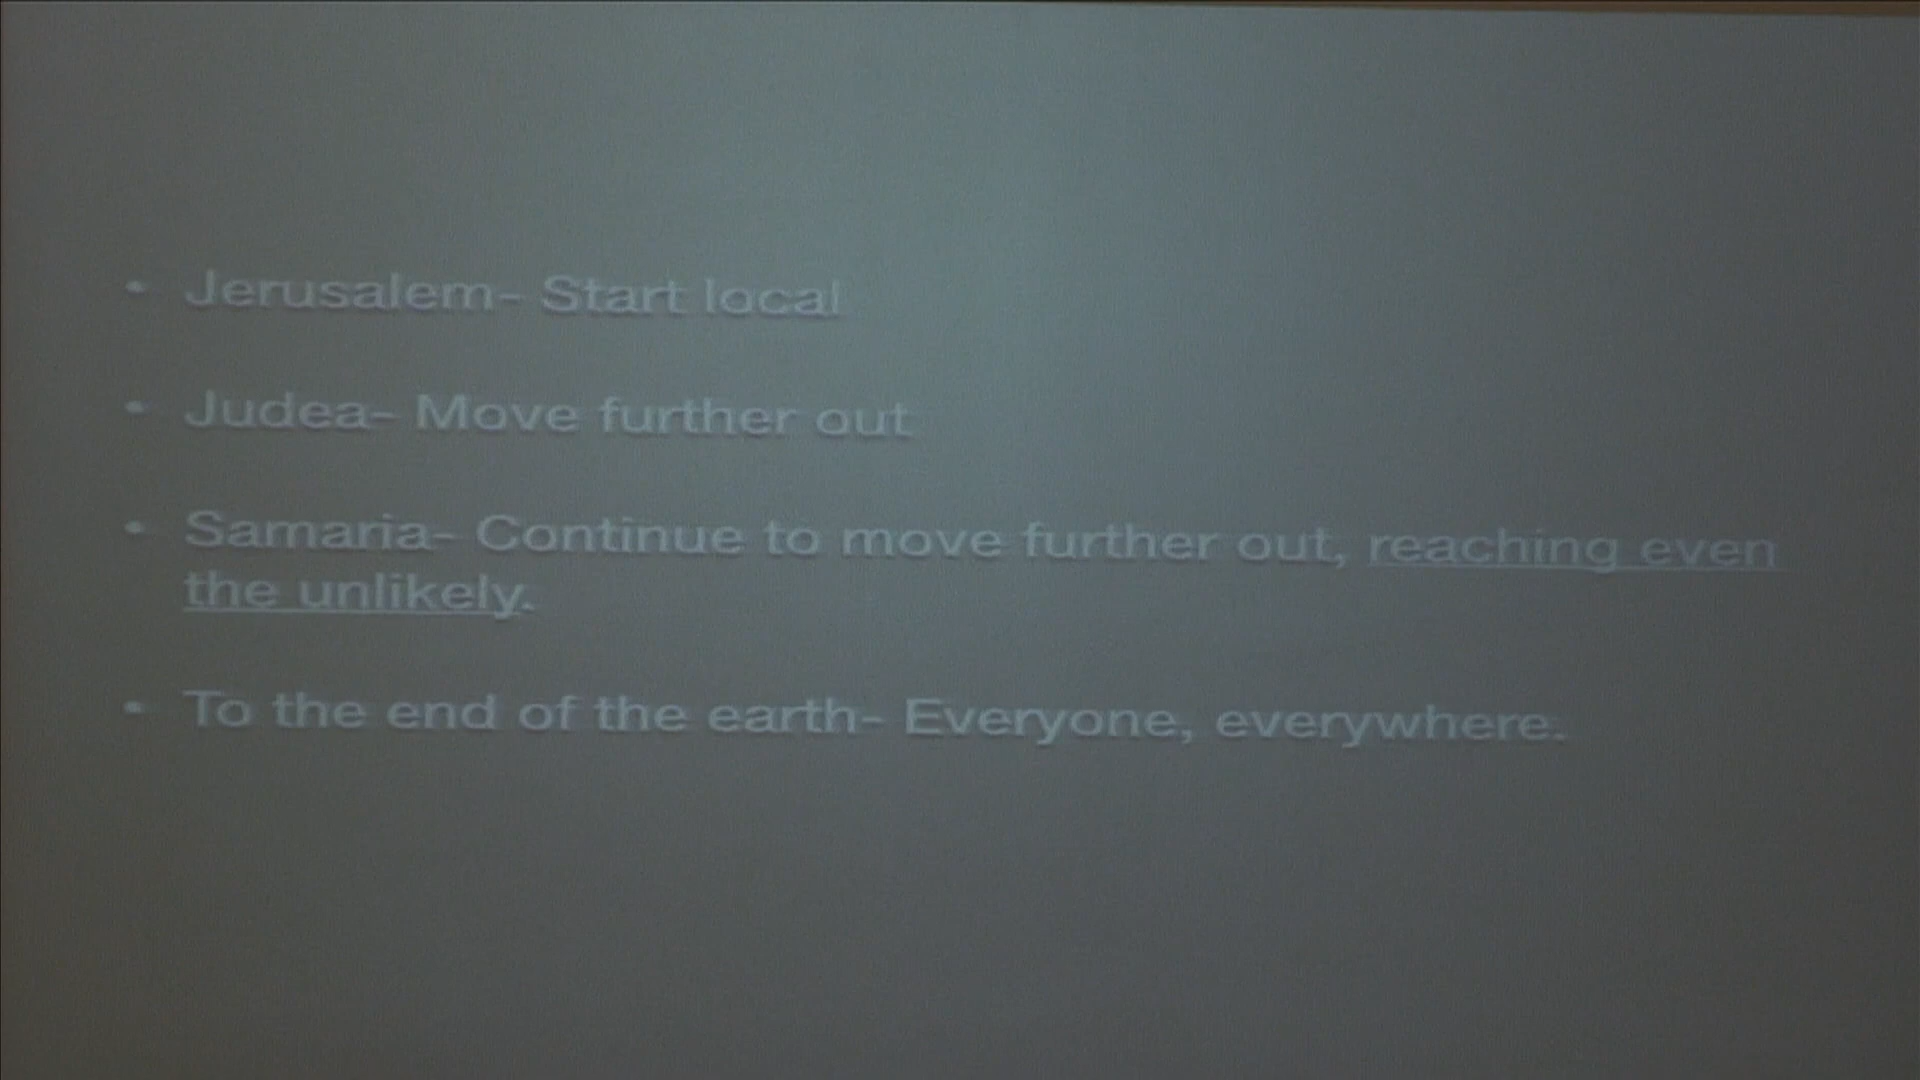 • Jerusalem- Start local
• Judea- Move further out
• Samaria- Continue to move further out, reaching even
the unlikely.
• To the end of the earth- Everyone, everywhere.